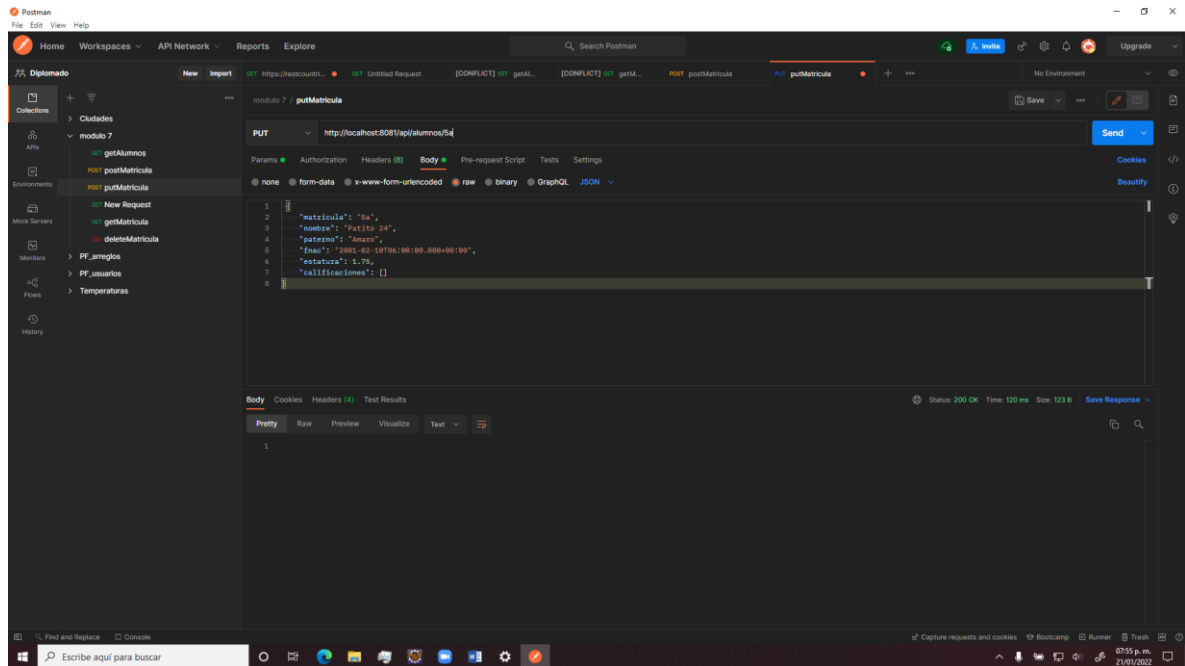 Postman
File Edit View Help
Home Workspaces API Network Reports Explore
Search Postman
Invite
Upgrade
Diplomado
New Import
GET https://restcountri...
GET Untitled Request
[CONFLICT] GET getAl...
[CONFLICT] GET getM...
POST postMatricula
PUT putMatricula
No Environment
Collections
APIs
Environments
Mock Servers
Monitors
Flows
History
Ciudades
modulo 7
GET getAlumnos
POST postMatricula
POST putMatricula
GET New Request
GET getMatricula
DEL deleteMatricula
PF_arreglos
PF_usuarios
Temperaturas
modulo 7 / putMatricula
Save
PUT http://localhost:8081/api/alumnos/5a
Send
Params Authorization Headers (8) Body Pre-request Script Tests Settings
Cookies
none form-data x-www-form-urlencoded raw binary GraphQL JSON
Beautify
1 {
2 "matricula": "5a",
3 "nombre": "Patito 24",
4 "paterno": "Amaro",
5 "fnac": "2001-02-10T06:00:00.000+00:00",
6 "estatura": 1.75,
7 "calificaciones": []
8 }
Body Cookies Headers (4) Test Results
Status: 200 OK Time: 120 ms Size: 123 B Save Response
Pretty Raw Preview Visualize Text
1
Find and Replace Console
Capture requests and cookies Bootcamp Runner Trash
Escribe aquí para buscar
07:55 p. m.
21/01/2022